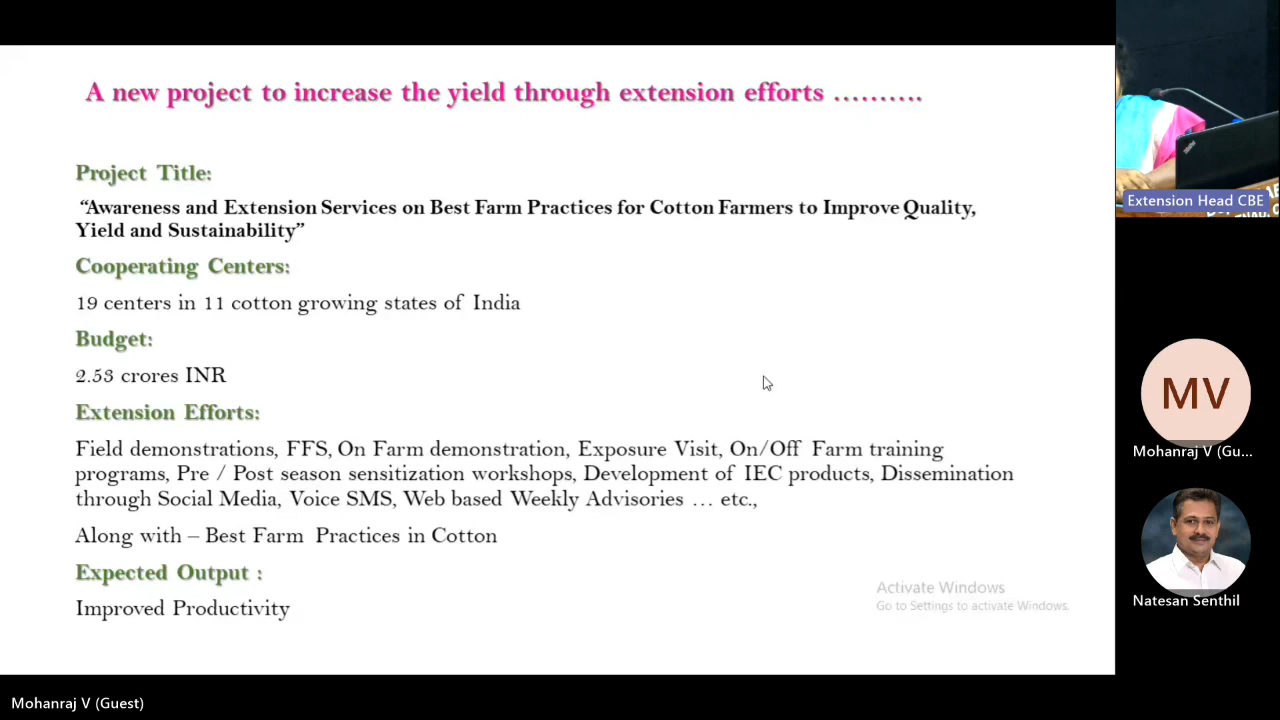 A new project to increase the yield through extension efforts ..........
Project Title:
“Awareness and Extension Services on Best Farm Practices for Cotton Farmers to Improve Quality,
Yield and Sustainability”
Cooperating Centers:
19 centers in 11 cotton growing states of India
Budget:
2.53 crores INR
Extension Efforts:
Field demonstrations, FFS, On Farm demonstration, Exposure Visit, On/Off Farm training
programs, Pre / Post season sensitization workshops, Development of IEC products, Dissemination
through Social Media, Voice SMS, Web based Weekly Advisories … etc.,
Along with – Best Farm Practices in Cotton
Expected Output :
Improved Productivity
Activate Windows
Go to Settings to activate Windows.
Extension Head CBE
MV
Mohanraj V (Gu...
Natesan Senthil
Mohanraj V (Guest)